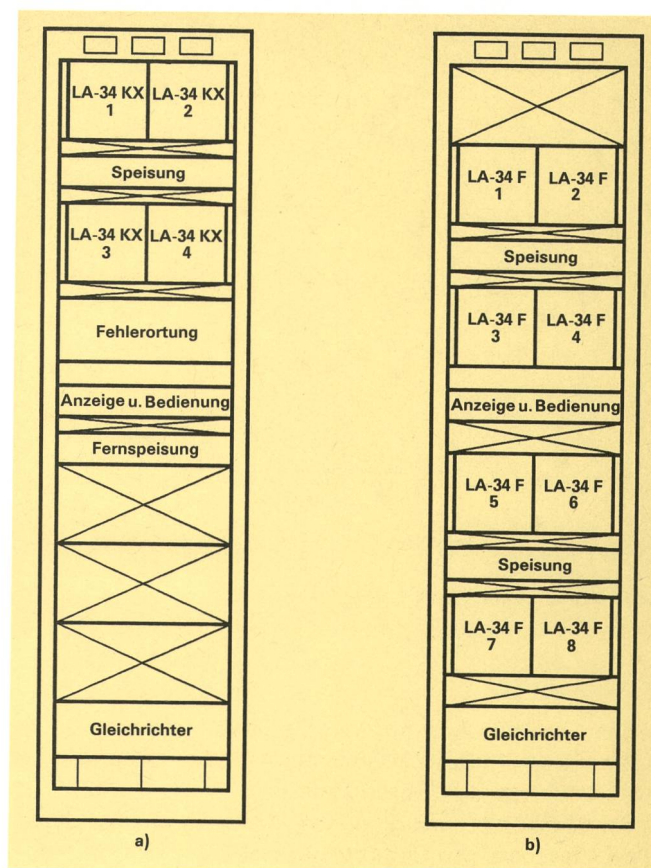 LA-34 KX
1
LA-34 KX
2
Speisung
LA-34 KX
3
LA-34 KX
4
Fehlerortung
Anzeige u. Bedienung
Fernspeisung
Gleichrichter
a)
LA-34 F
1
LA-34 F
2
Speisung
LA-34 F
3
LA-34 F
4
Anzeige u. Bedienung
LA-34 F
5
LA-34 F
6
Speisung
LA-34 F
7
LA-34 F
8
Gleichrichter
b)